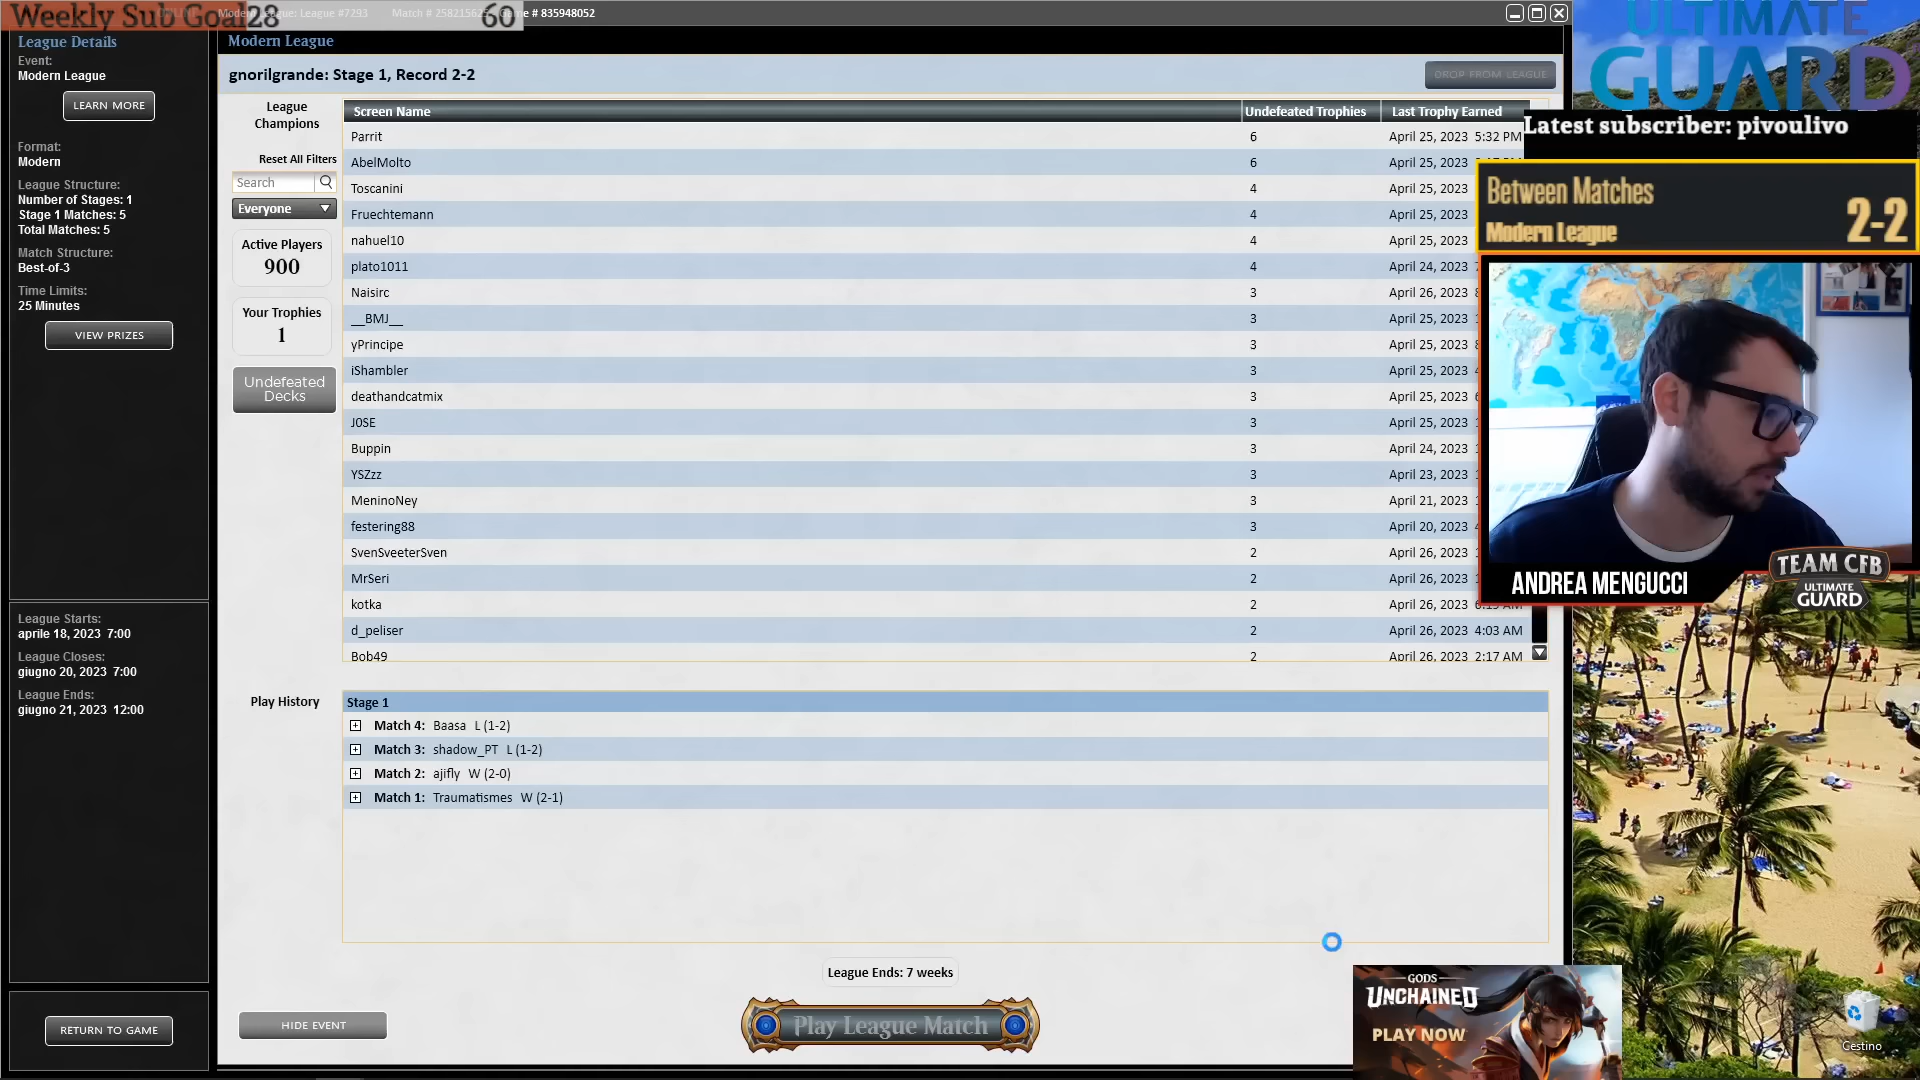 Weekly Sub Goal 28 60
Modern League: League #7293 Match # 258215625 Game # 835948052
League Details
Event:
Modern League
LEARN MORE
Format:
Modern
League Structure:
Number of Stages: 1
Stage 1 Matches: 5
Total Matches: 5
Match Structure:
Best-of-3
Time Limits:
25 Minutes
VIEW PRIZES
League Starts:
aprile 18, 2023 7:00
League Closes:
giugno 20, 2023 7:00
League Ends:
giugno 21, 2023 12:00
RETURN TO GAME
Modern League
gnorilgrande: Stage 1, Record 2-2
DROP FROM LEAGUE
League
Champions
Reset All Filters
Search
Everyone
Active Players
900
Your Trophies
1
Undefeated
Decks
Screen Name Undefeated Trophies Last Trophy Earned
Parrit 6 April 25, 2023 5:32 PM
AbelMolto 6 April 25, 2023
Toscanini 4 April 25, 2023
Fruechtemann 4 April 25, 2023
nahuel10 4 April 25, 2023
plato1011 4 April 24, 2023
Naisirc 3 April 26, 2023
__BMJ__ 3 April 25, 2023
yPrincipe 3 April 25, 2023
iShambler 3 April 25, 2023
deathandcatmix 3 April 25, 2023
J0SE 3 April 25, 2023
Buppin 3 April 24, 2023
YSZzz 3 April 23, 2023
MeninoNey 3 April 21, 2023
festering88 3 April 20, 2023
SvenSveeterSven 2 April 26, 2023
MrSeri 2 April 26, 2023
kotka 2 April 26, 2023
d_peliser 2 April 26, 2023 4:03 AM
Bob49 2 April 26, 2023 2:17 AM
Play History
Stage 1
Match 4: Baasa L (1-2)
Match 3: shadow_PT L (1-2)
Match 2: ajifly W (2-0)
Match 1: Traumatismes W (2-1)
League Ends: 7 weeks
HIDE EVENT
Play League Match
ULTIMATE
GUARD
Latest subscriber: pivoulivo
Between Matches
Modern League
2-2
ANDREA MENGUCCI
TEAM CFB
ULTIMATE
GUARD
GODS
UNCHAINED
PLAY NOW
Cestino